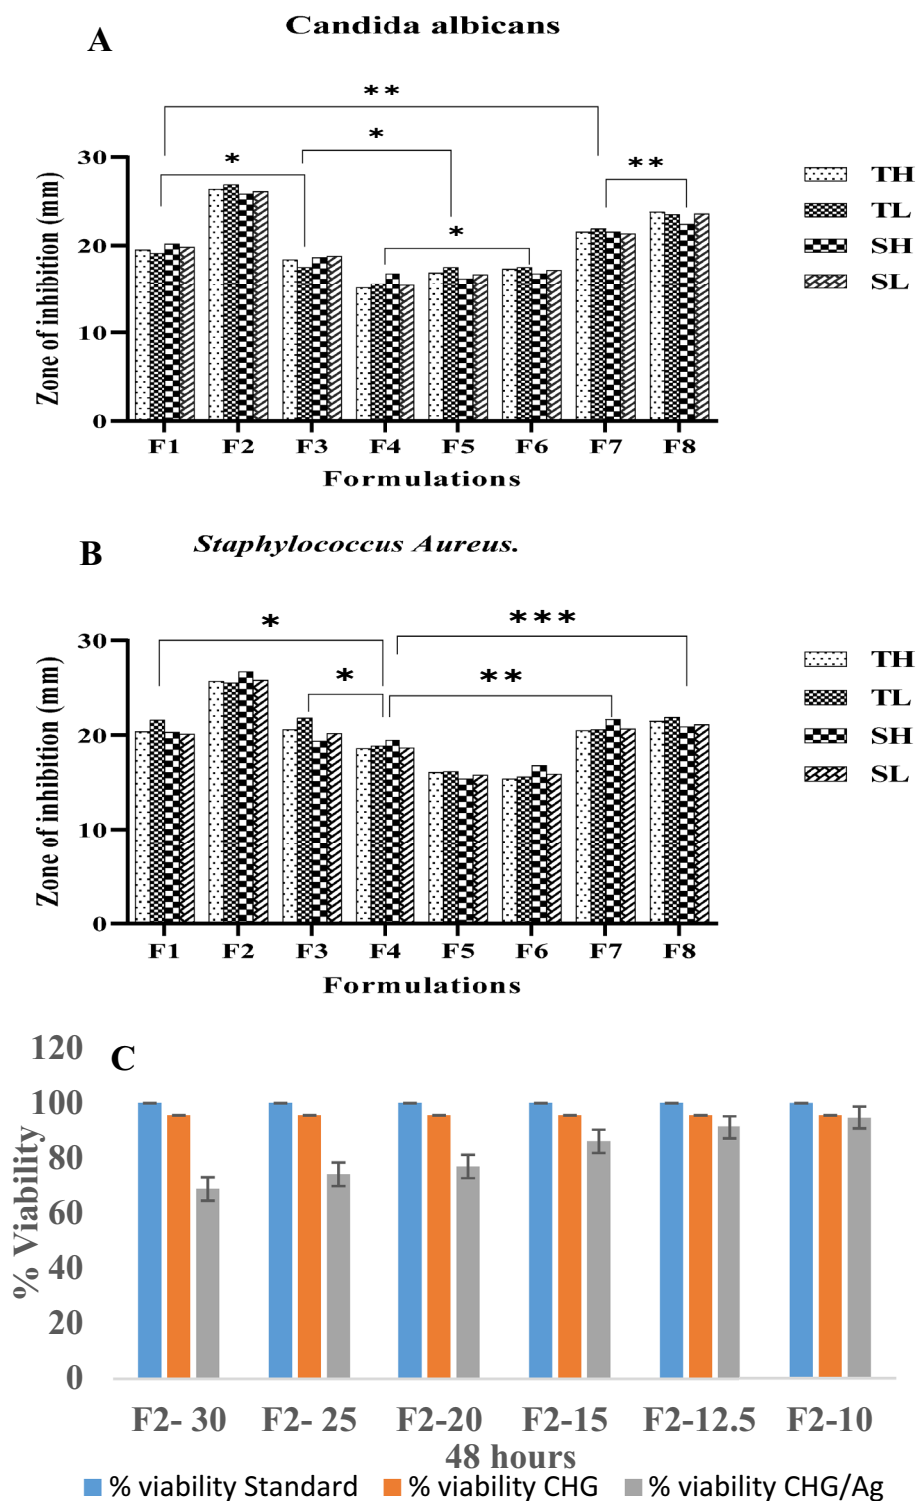 A
Candida albicans
**
*
*
**
*
Zone of inhibition (mm)
30
20
10
0
F1 F2 F3 F4 F5 F6 F7 F8
Formulations
TH
TL
SH
SL
B
Staphylococcus Aureus.
*
***
*
**
Zone of inhibition (mm)
30
20
10
0
F1 F2 F3 F4 F5 F6 F7 F8
Formulations
TH
TL
SH
SL
C
% Viability
120
100
80
60
40
20
0
F2- 30 F2- 25 F2-20 F2-15 F2-12.5 F2-10
48 hours
% viability Standard % viability CHG % viability CHG/Ag